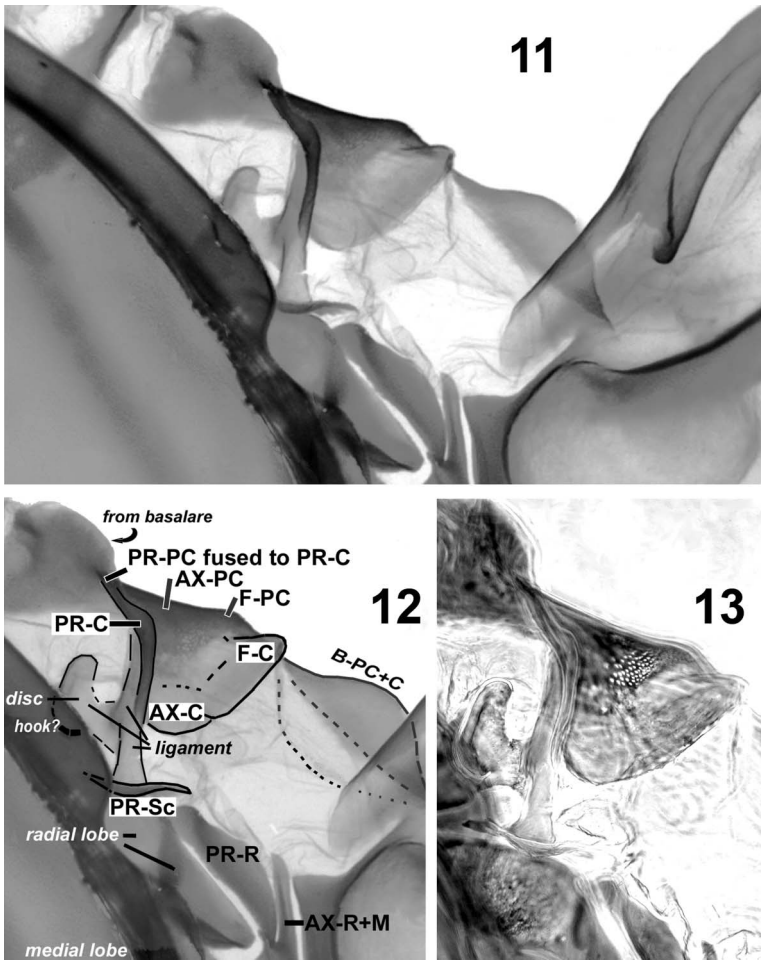 11
from basalare
PR-PC fused to PR-C
AX-PC
F-PC
12
PR-C
F-C
B-PC+C
disc
AX-C
hook?
ligament
PR-Sc
radial lobe
PR-R
AX-R+M
medial lobe
13